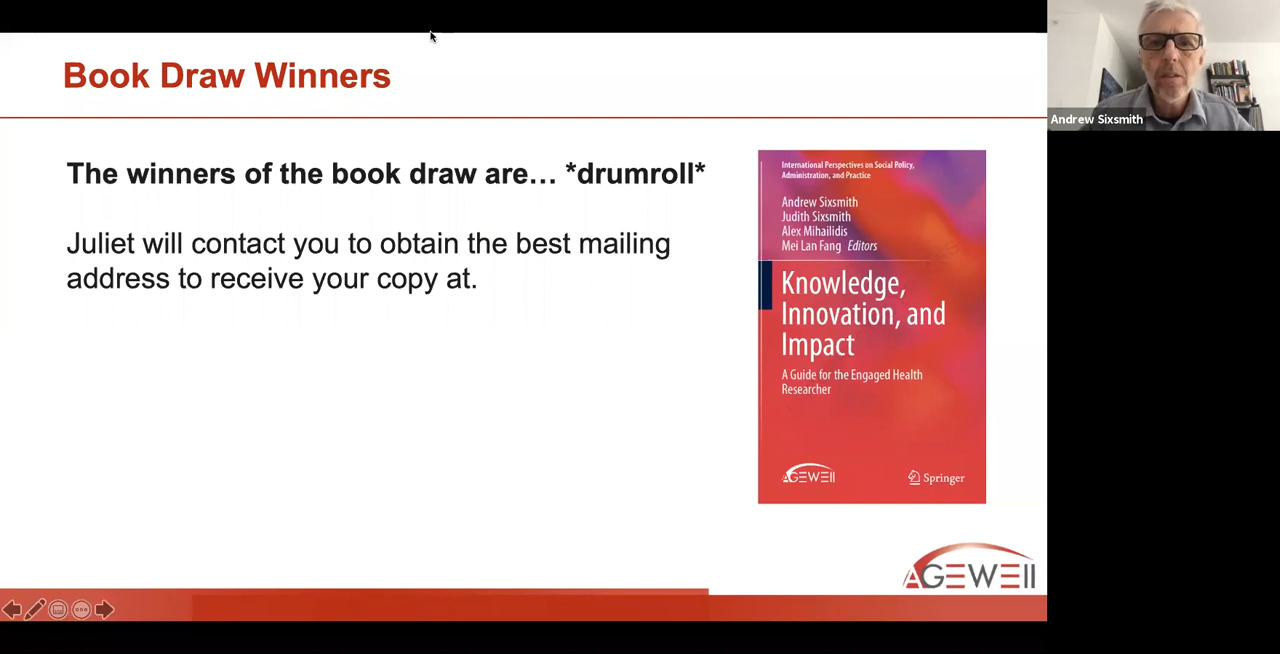 Book Draw Winners
Andrew Sixsmith
The winners of the book draw are… *drumroll*
Juliet will contact you to obtain the best mailing
address to receive your copy at.
International Perspectives on Social Policy,
Administration, and Practice
Andrew Sixsmith
Judith Sixsmith
Alex Mihailidis
Mei Lan Fang Editors
Knowledge,
Innovation, and
Impact
A Guide for the Engaged Health
Researcher
AGEWELL
Springer
AGEWELL